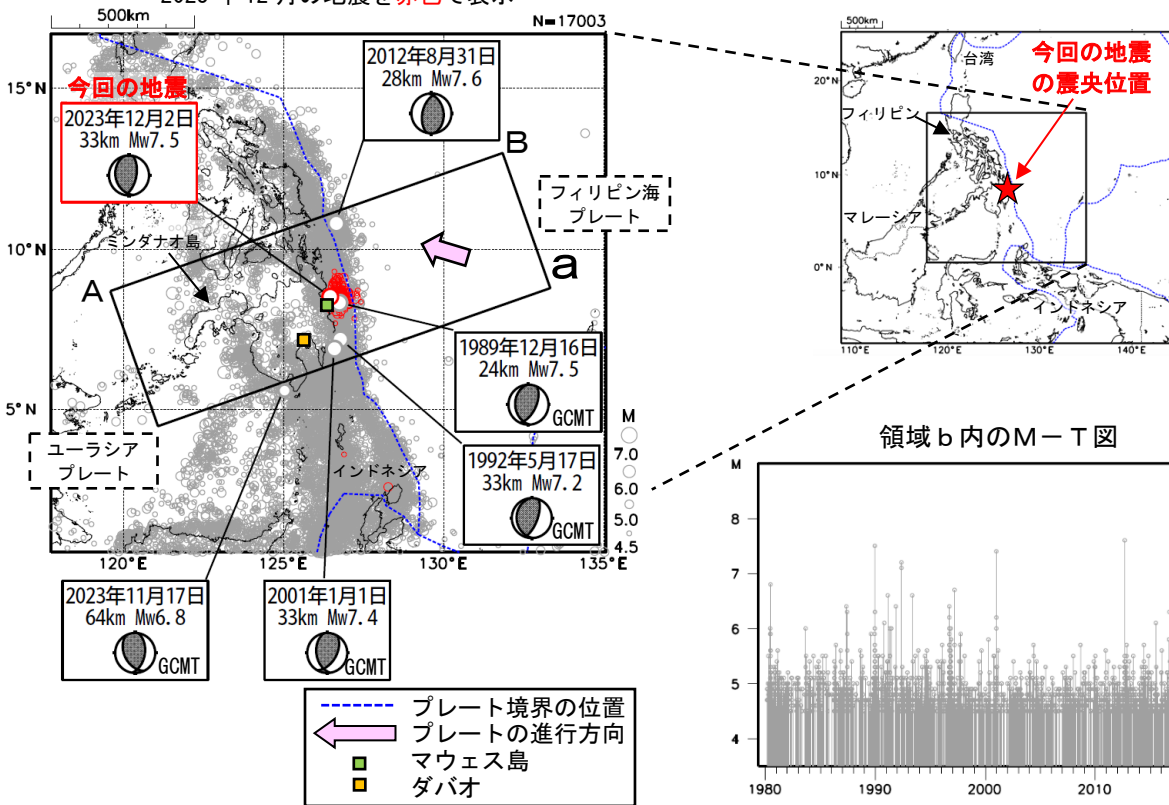 2023年12月の地震を赤色で表示
500km
N=17003
今回の地震
2023年12月2日
33km Mw7.5
2012年8月31日
28km Mw7.6
15°N
10°N
5°N
B
A
a
フィリピン海
プレート
ミンダナオ島
1989年12月16日
24km Mw7.5
GCMT
1992年5月17日
33km Mw7.2
GCMT
ユーラシア
プレート
インドネシア
M
7.0
6.0
5.0
4.5
120°E
125°E
130°E
135°E
2023年11月17日
64km Mw6.8
GCMT
2001年1月1日
33km Mw7.4
GCMT
プレート境界の位置
プレートの進行方向
マウェス島
ダバオ
500km
台湾
今回の地震
の震央位置
20°N
フィリピン
10°N
マレーシア
0°N
インドネシア
110°E
120°E
130°E
140°E
領域b内のM-T図
M
8
7
6
5
4
1980
1990
2000
2010